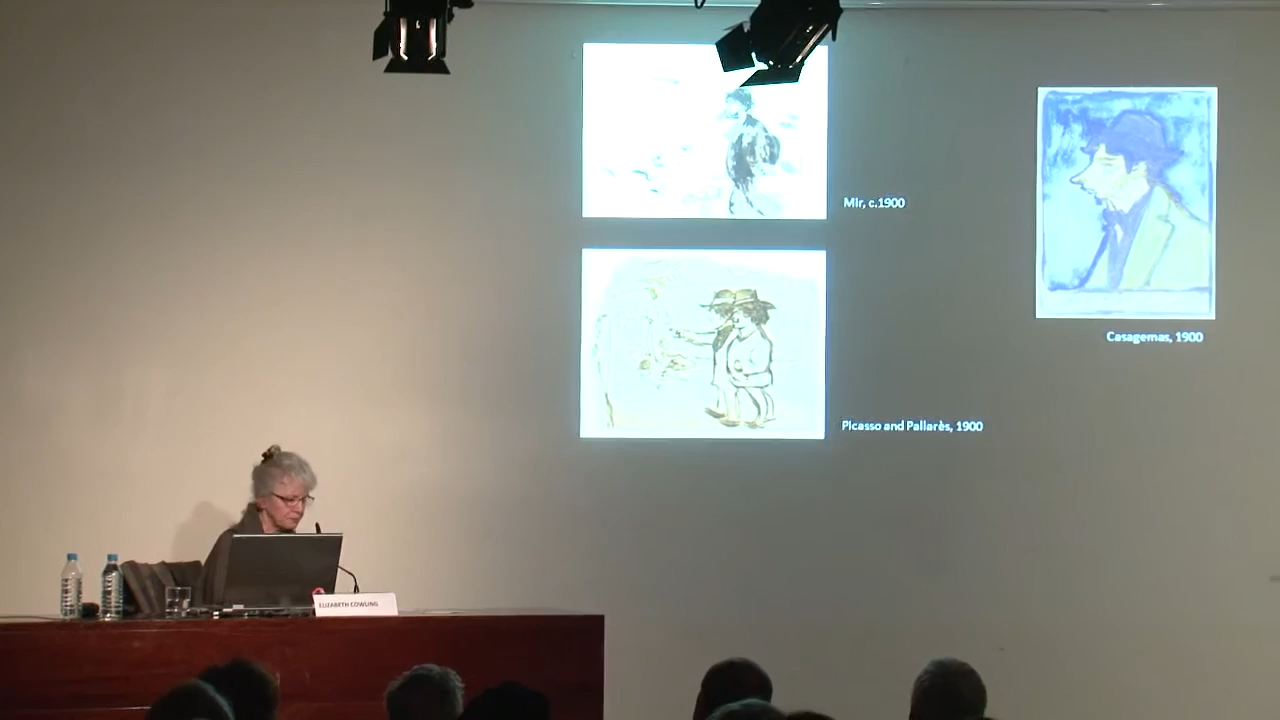 Mir, c.1900
Casagemas, 1900
Picasso and Pallarès, 1900
ELIZABETH COWLING